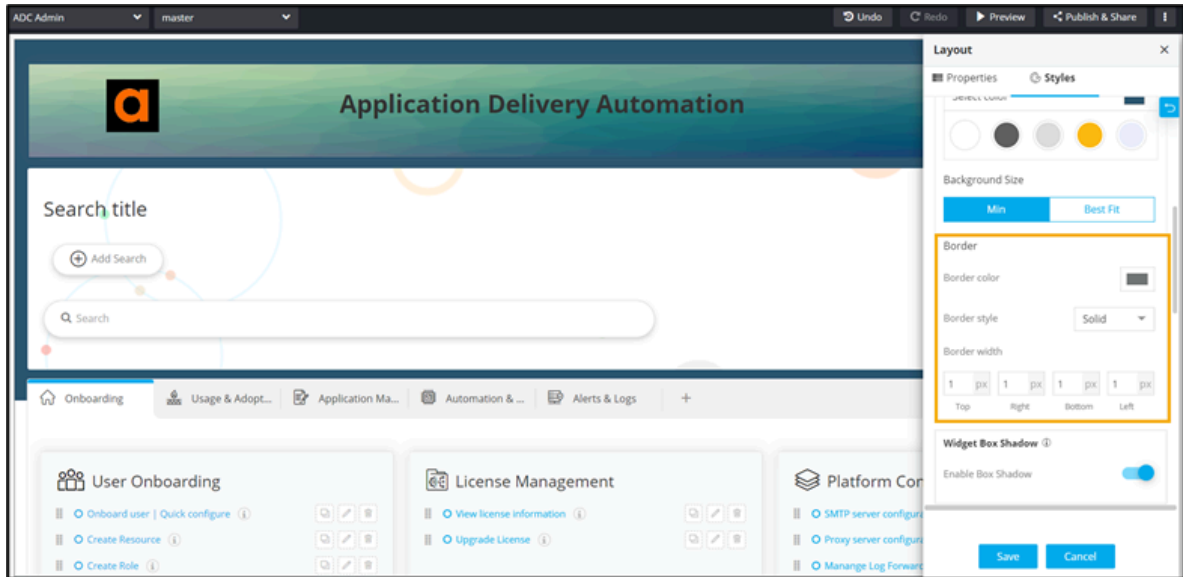 ADC Admin master Undo Redo Preview Publish & Share
Layout
Properties Styles
Select color
a Application Delivery Automation
Background Size
Min Best Fit
Search title
Add Search
Search
Border
Border color
Border style Solid
Border width
1 px 1 px 1 px 1 px
Top Right Bottom Left
Onboarding Usage & Adopt... Application Ma... Automation & ... Alerts & Logs +
Widget Box Shadow
Enable Box Shadow
User Onboarding License Management Platform Con
Onboard user | Quick configure View license information SMTP server configura
Create Resource Upgrade License Proxy server configura
Create Role Manange Log Forward
Save Cancel